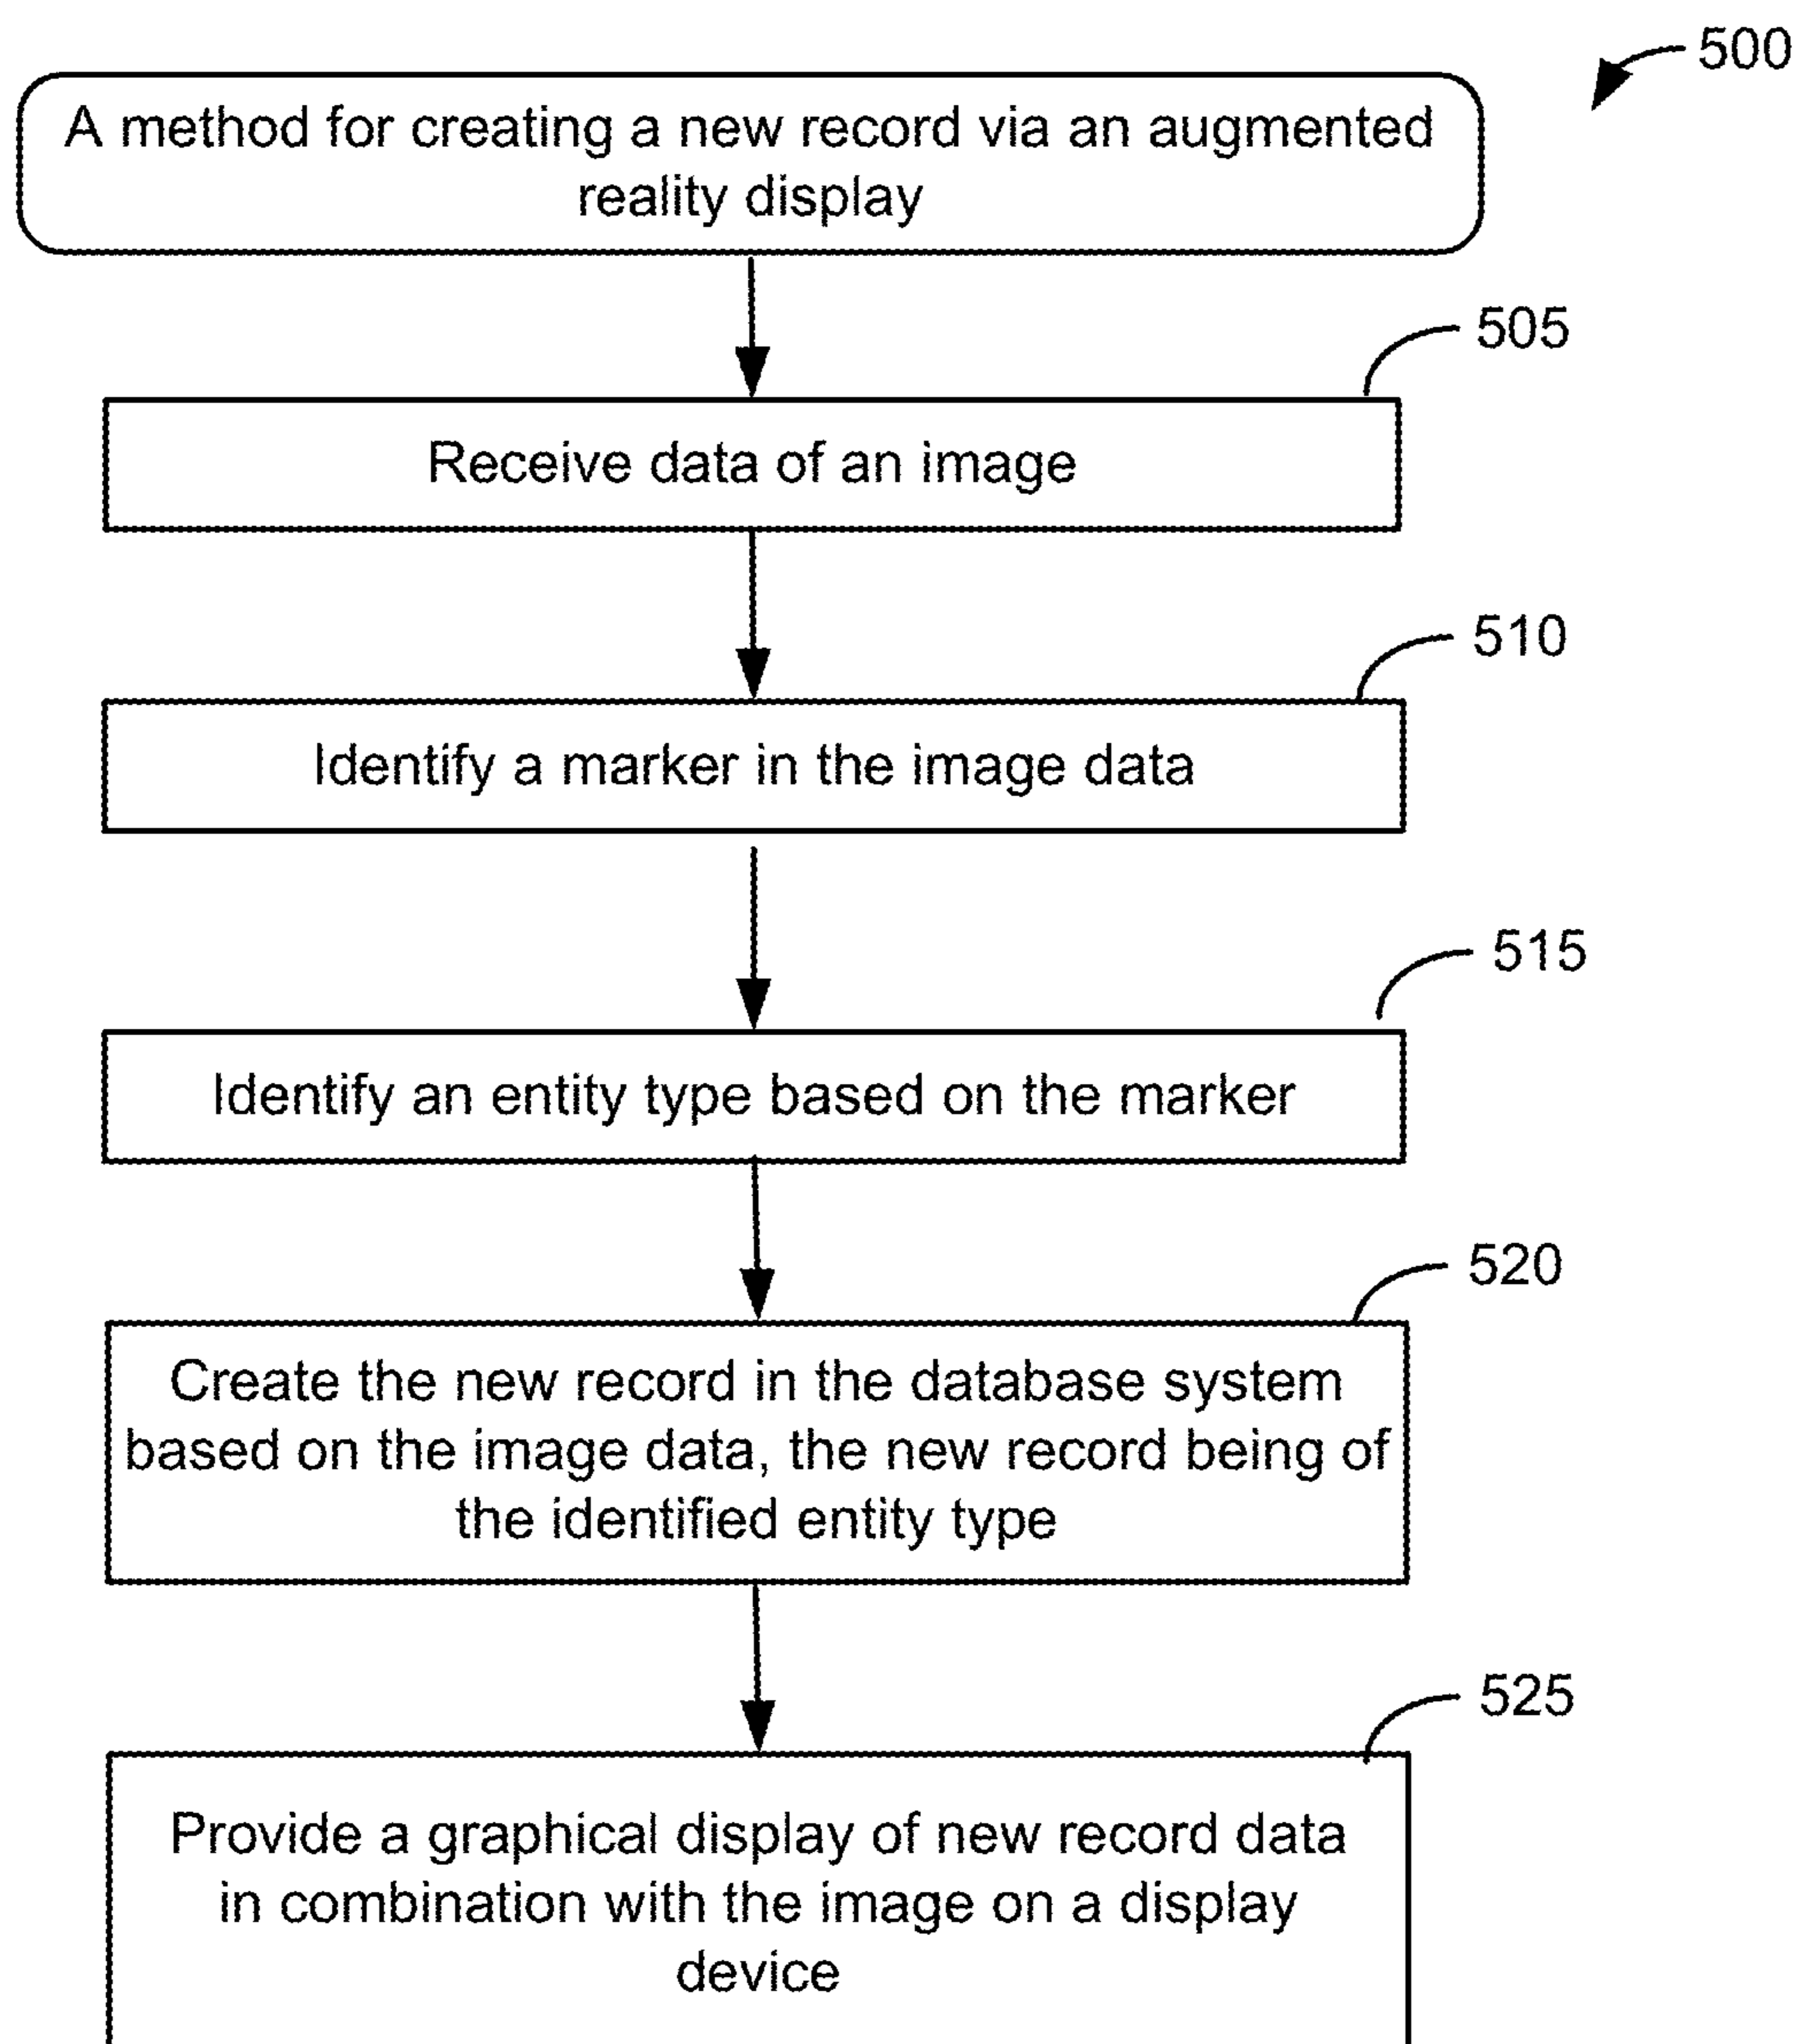 500
A method for creating a new record via an augmented
reality display
505
Receive data of an image
510
Identify a marker in the image data
515
Identify an entity type based on the marker
520
Create the new record in the database system
based on the image data, the new record being of
the identified entity type
525
Provide a graphical display of new record data
in combination with the image on a display
device